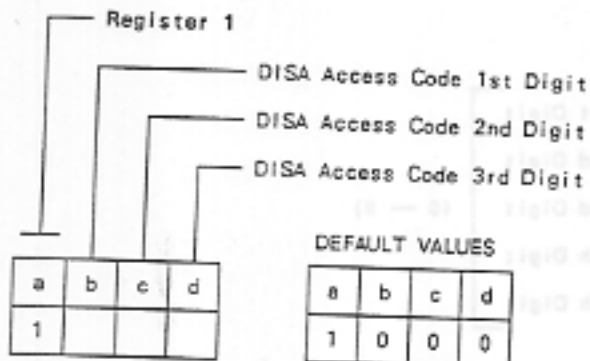 Register 1
DISA Access Code 1st Digit
DISA Access Code 2nd Digit
DISA Access Code 3rd Digit
DEFAULT VALUES
a b c d
1
a b c d
1 0 0 0